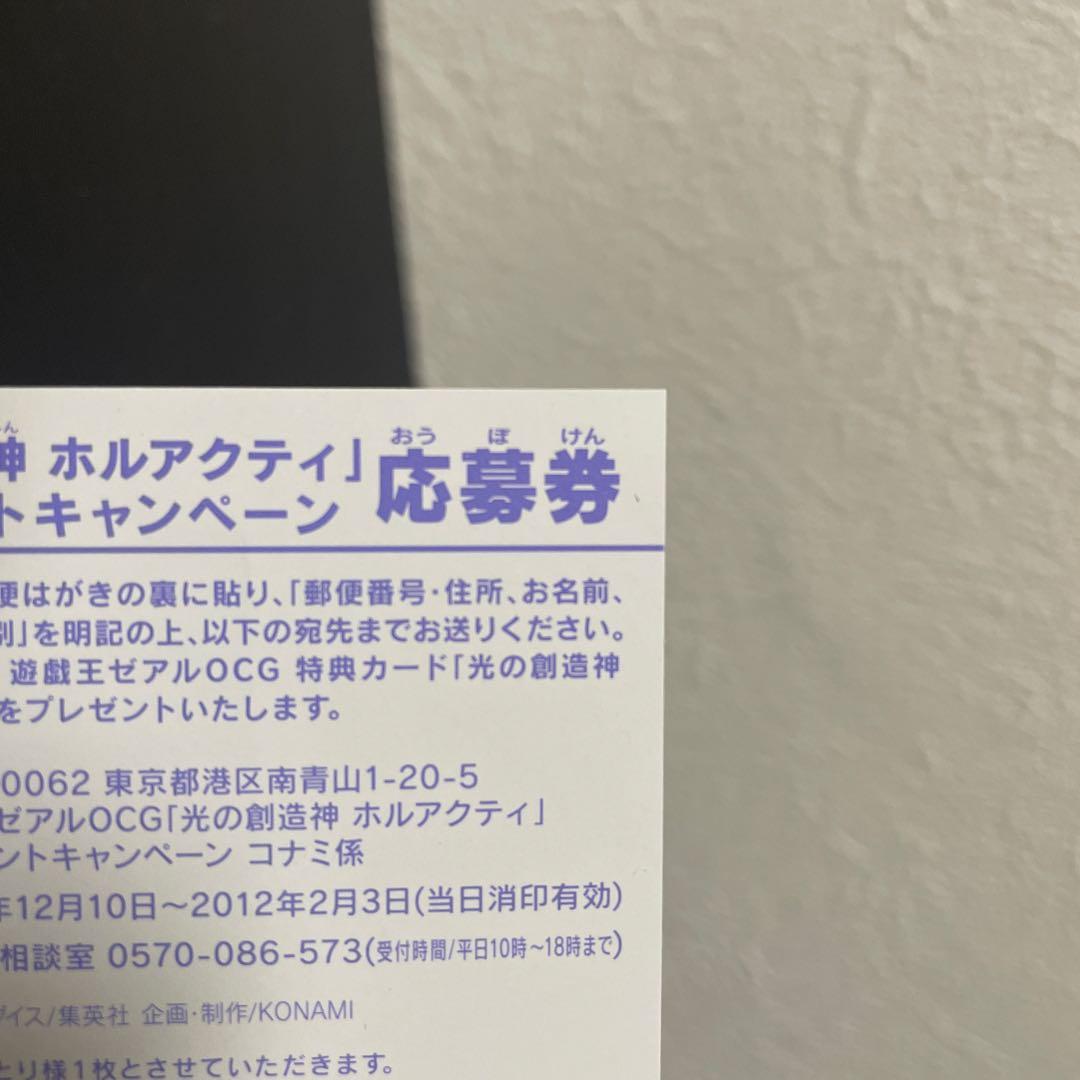 神 ホルアクティ」
トキャンペーン
おう ぼ けん
応募券
便はがきの裏に貼り、「郵便番号・住所、お名前、
別」を明記の上、以下の宛先までお送りください。
遊戯王ゼアルOCG 特典カード「光の創造神
をプレゼントいたします。
0062 東京都港区南青山1-20-5
ゼアルOCG「光の創造神 ホルアクティ」
ントキャンペーン コナミ係
年12月10日～2012年2月3日(当日消印有効)
相談室 0570-086-573(受付時間/平日10時～18時まで)
ダイス/集英社 企画・制作/KONAMI
とり様1枚とさせていただきます。